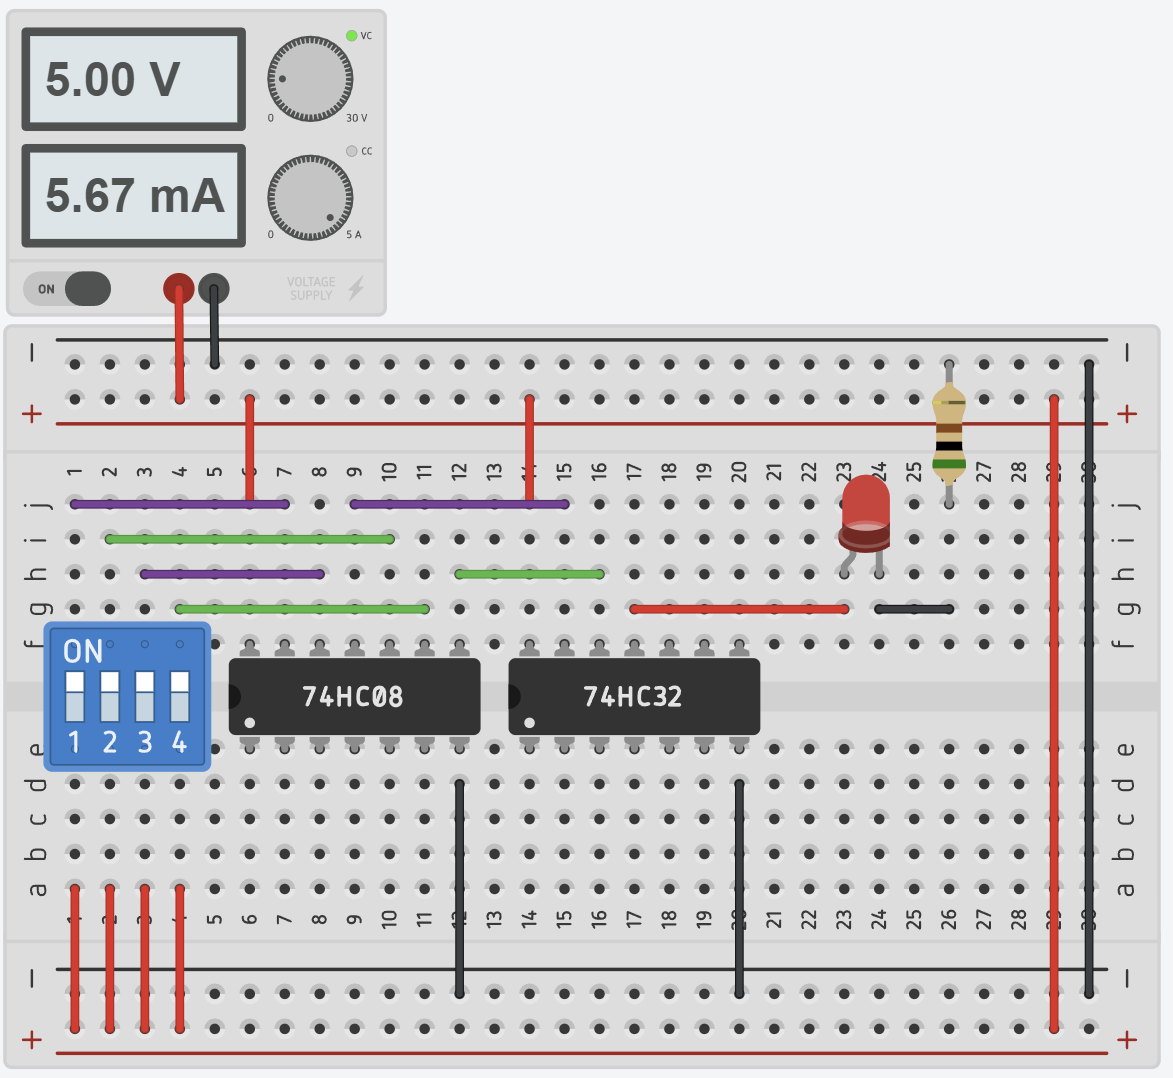 5.00 V
VC
0 30 V
5.67 mA
CC
0 5 A
ON
VOLTAGE
SUPPLY
− −
+ +
1 2 3 4 5 6 7 8 9 10 11 12 13 14 15 16 17 18 19 20 21 22 23 24 25 26 27 28 29 30
j j
i i
h h
g g
f f
ON
74HC08 74HC32
1 2 3 4
e e
d d
c c
b b
a a
1 2 3 4 5 6 7 8 9 10 11 12 13 14 15 16 17 18 19 20 21 22 23 24 25 26 27 28 29 30
− −
+ +